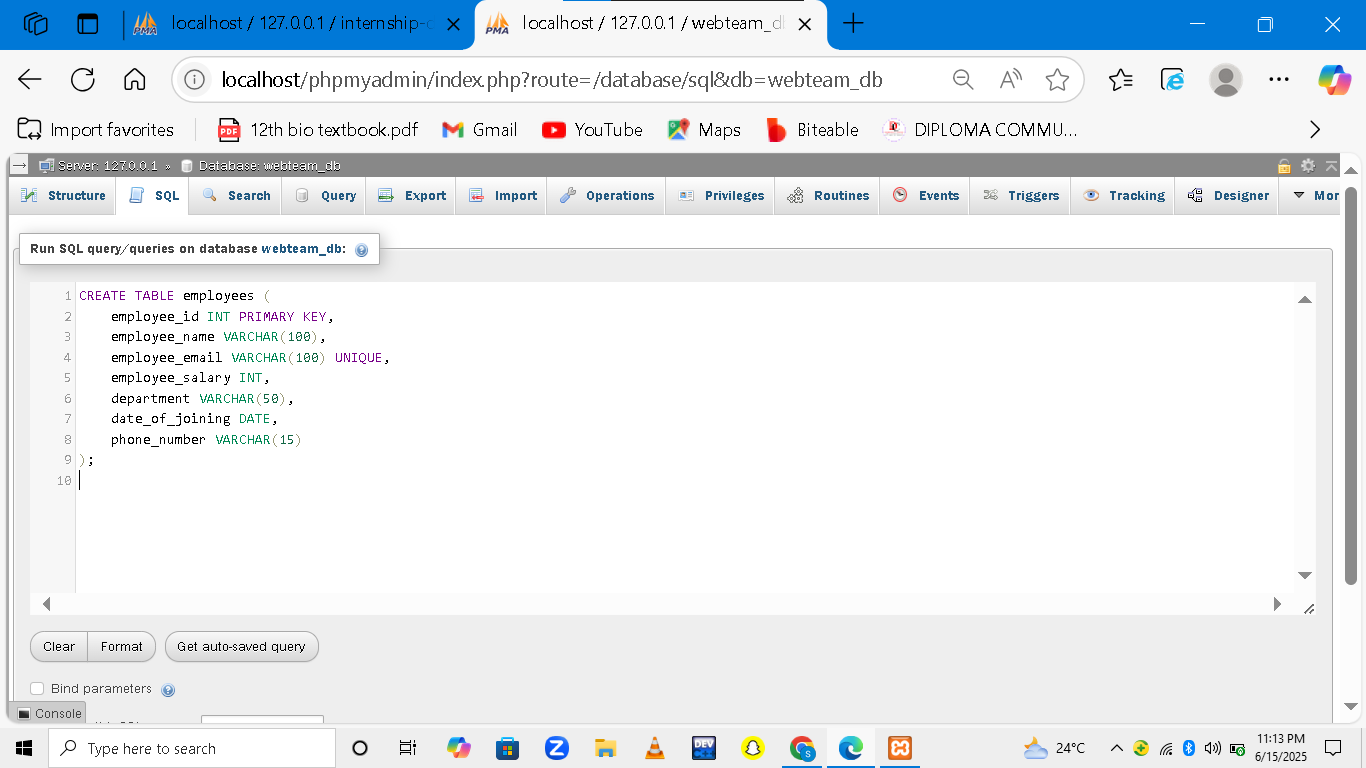 localhost / 127.0.0.1 / internship-
localhost / 127.0.0.1 / webteam_d
localhost/phpmyadmin/index.php?route=/database/sql&db=webteam_db
Import favorites
PDF
12th bio textbook.pdf
Gmail
YouTube
Maps
Biteable
DIPLOMA COMMU...
Server: 127.0.0.1 » Database: webteam_db
Structure SQL Search Query Export Import Operations Privileges Routines Events Triggers Tracking Designer Mor
Run SQL query/queries on database webteam_db:
1 CREATE TABLE employees (
2 employee_id INT PRIMARY KEY,
3 employee_name VARCHAR(100),
4 employee_email VARCHAR(100) UNIQUE,
5 employee_salary INT,
6 department VARCHAR(50),
7 date_of_joining DATE,
8 phone_number VARCHAR(15)
9 );
10
Clear Format Get auto-saved query
Bind parameters
Console
Type here to search
DEV
24°C
11:13 PM
6/15/2025